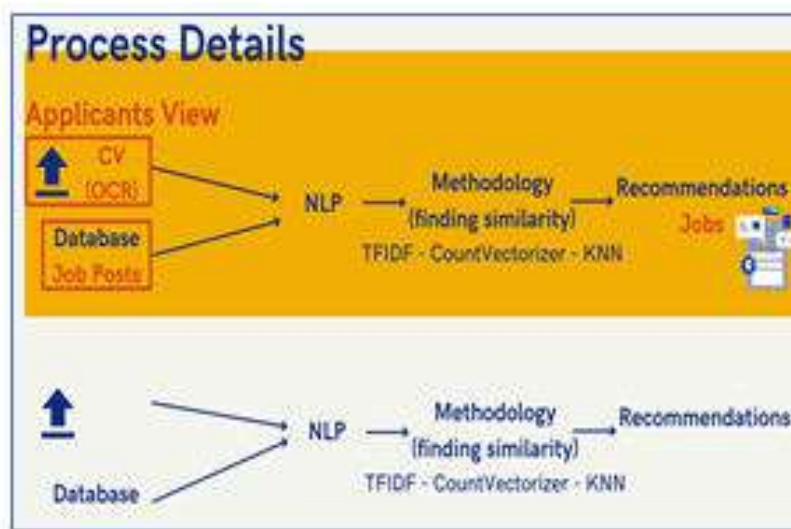 Process Details
Applicants View
CV
(OCR)
Database
Job Posts
NLP
Methodology
(finding similarity)
TFIDF - CountVectorizer - KNN
Recommendations
Jobs
NLP
Methodology
(finding similarity)
TFIDF - CountVectorizer - KNN
Recommendations
Database